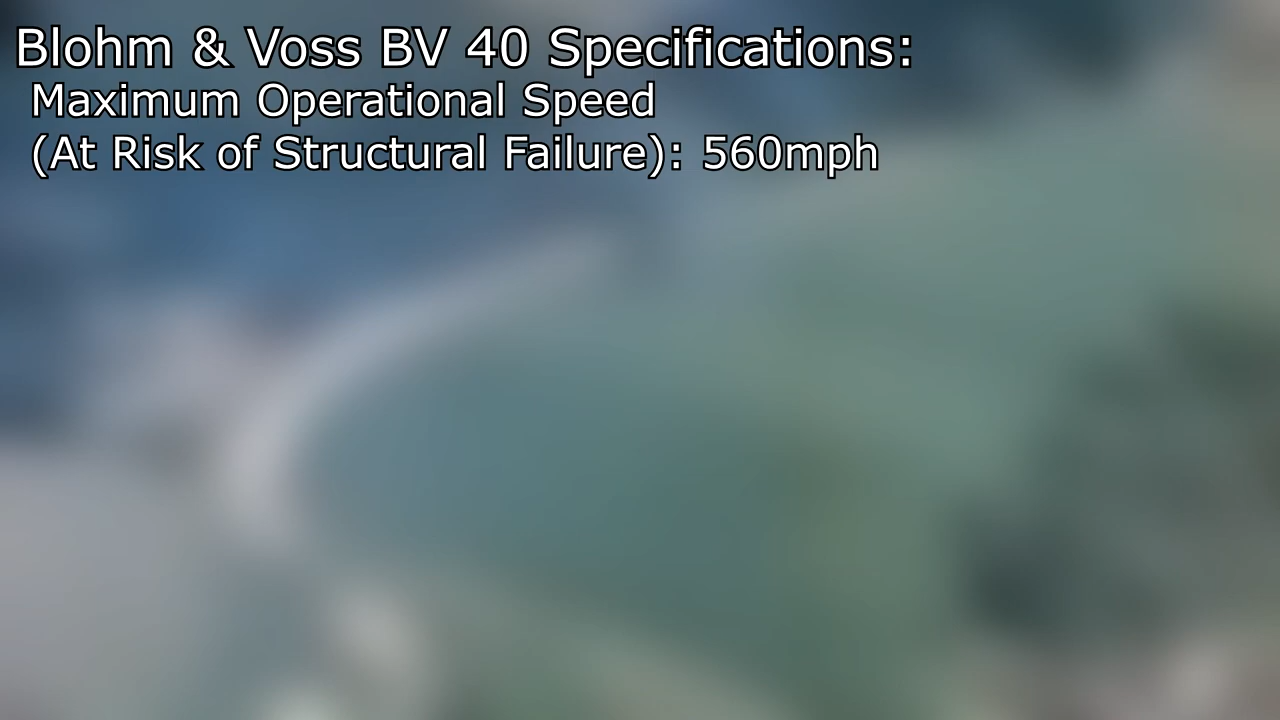 Blohm & Voss BV 40 Specifications:
Maximum Operational Speed
(At Risk of Structural Failure): 560mph